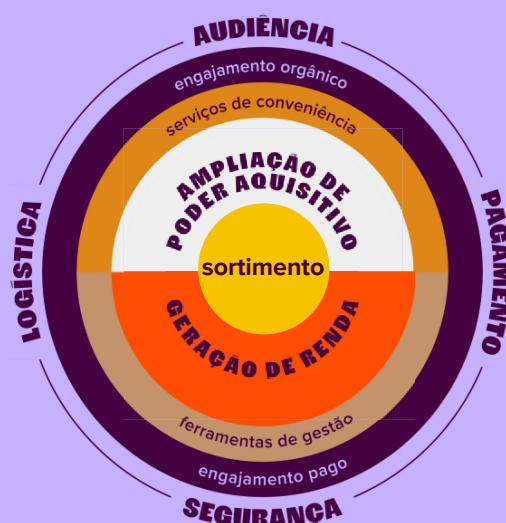 AUDIÊNCIA
engajamento orgânico
serviços de conveniência
AMPLIAÇÃO DE
PODER AQUISITIVO
LOGÍSTICA
sortimento
PAGAMENTO
GERAÇÃO DE RENDA
ferramentas de gestão
engajamento pago
SEGURANÇA